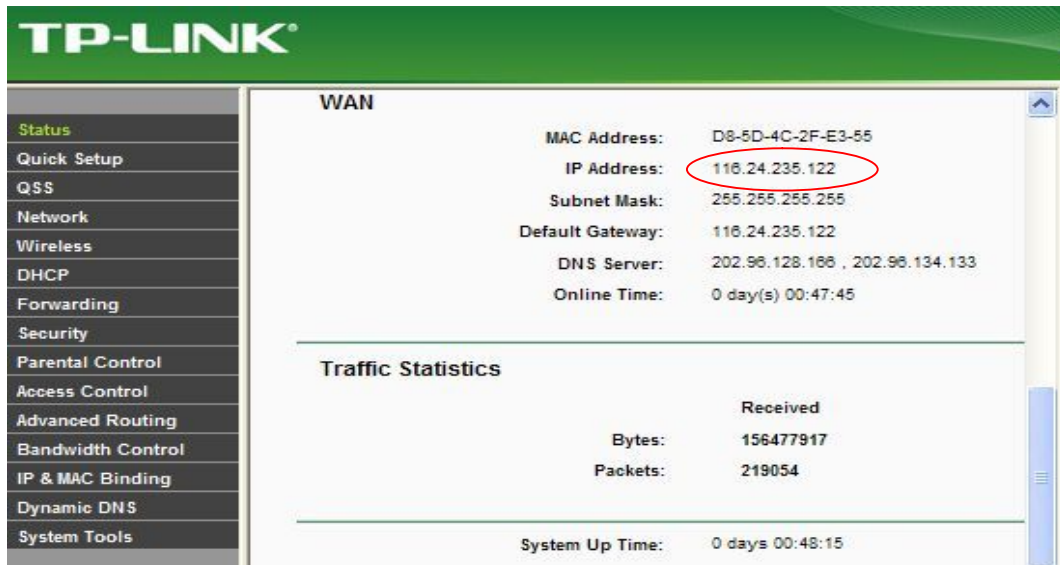 TP-LINK®
Status
Quick Setup
QSS
Network
Wireless
DHCP
Forwarding
Security
Parental Control
Access Control
Advanced Routing
Bandwidth Control
IP & MAC Binding
Dynamic DNS
System Tools
WAN
MAC Address: D8-5D-4C-2F-E3-55
IP Address: 116.24.235.122
Subnet Mask: 255.255.255.255
Default Gateway: 116.24.235.122
DNS Server: 202.96.128.166 , 202.96.134.133
Online Time: 0 day(s) 00:47:45
Traffic Statistics
Received
Bytes: 156477917
Packets: 219054
System Up Time: 0 days 00:48:15